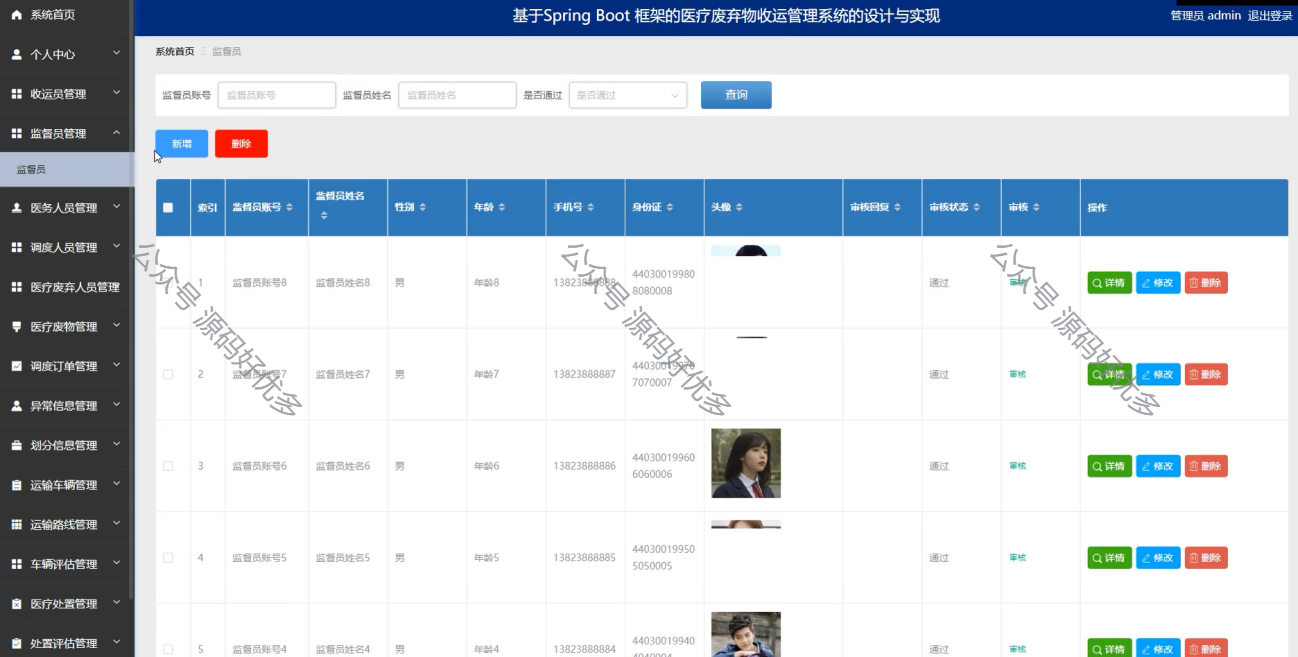 系统首页
个人中心
收运员管理
监督员管理
监督员
医务人员管理
调度人员管理
医疗废弃人员管理
医疗废物管理
调度订单管理
异常信息管理
划分信息管理
运输车辆管理
运输路线管理
车辆评估管理
医疗处置管理
处置评估管理
基于Spring Boot 框架的医疗废弃物收运管理系统的设计与实现
管理员 admin 退出登录
系统首页 监督员
监督员账号 监督员账号 监督员姓名 监督员姓名 是否通过 是否通过 查询
新增 删除
索引 监督员账号 监督员姓名 性别 年龄 手机号 身份证 头像 审核回复 审核状态 审核 操作
1 监督员账号8 监督员姓名8 男 年龄8 13823888888 44030019980 通过 审核 详情 修改 删除
8080008
2 监督员账号7 监督员姓名7 男 年龄7 13823888887 44030019970 通过 审核 详情 修改 删除
7070007
3 监督员账号6 监督员姓名6 男 年龄6 13823888886 44030019960 通过 审核 详情 修改 删除
6060006
4 监督员账号5 监督员姓名5 男 年龄5 13823888885 44030019950 通过 审核 详情 修改 删除
5050005
5 监督员账号4 监督员姓名4 男 年龄4 13823888884 44030019940 通过 审核 详情 修改 删除
公众号 源码好优多
公众号 源码好优多
公众号 源码好优多